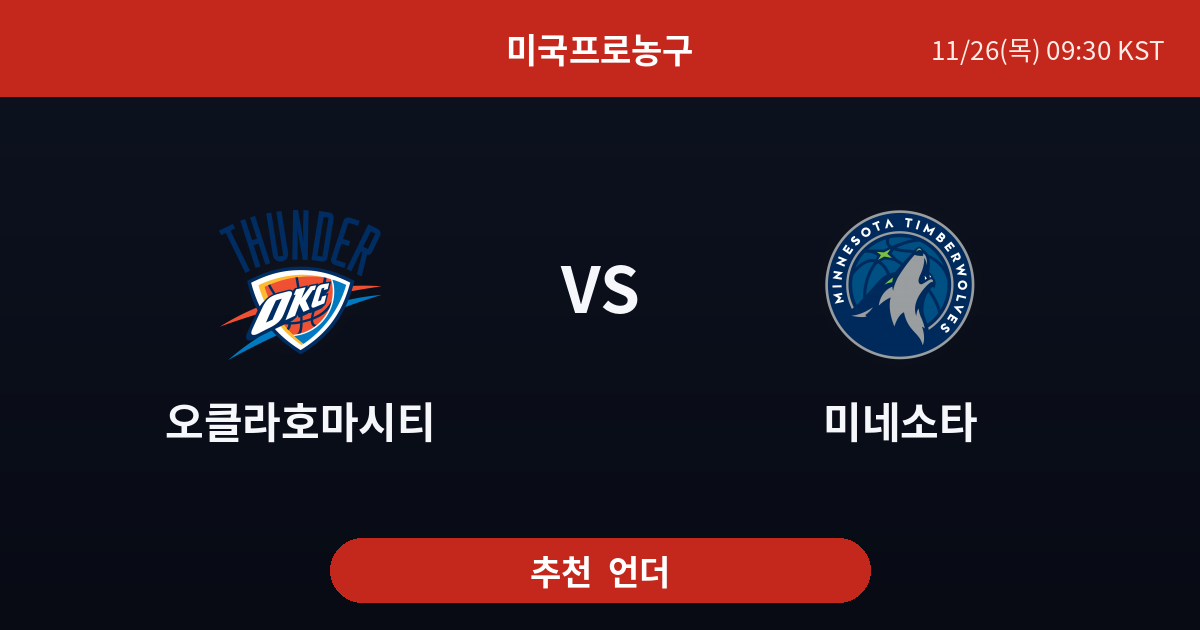 미국프로농구
11/26(목) 09:30 KST
THUNDER
OKC
VS
MINNESOTA TIMBERWOLVES
오클라호마시티
미네소타
추천 언더